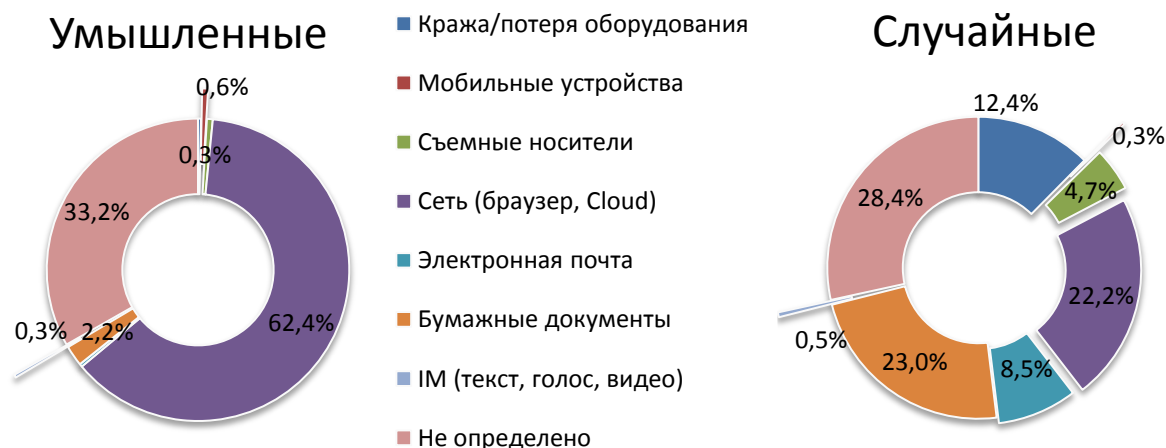 Умышленные
0,6%
0,3%
33,2%
62,4%
0,3%
2,2%
Кража/потеря оборудования
Мобильные устройства
Съемные носители
Сеть (браузер, Cloud)
Электронная почта
Бумажные документы
IM (текст, голос, видео)
Не определено
Случайные
12,4%
0,3%
4,7%
28,4%
22,2%
0,5%
23,0%
8,5%